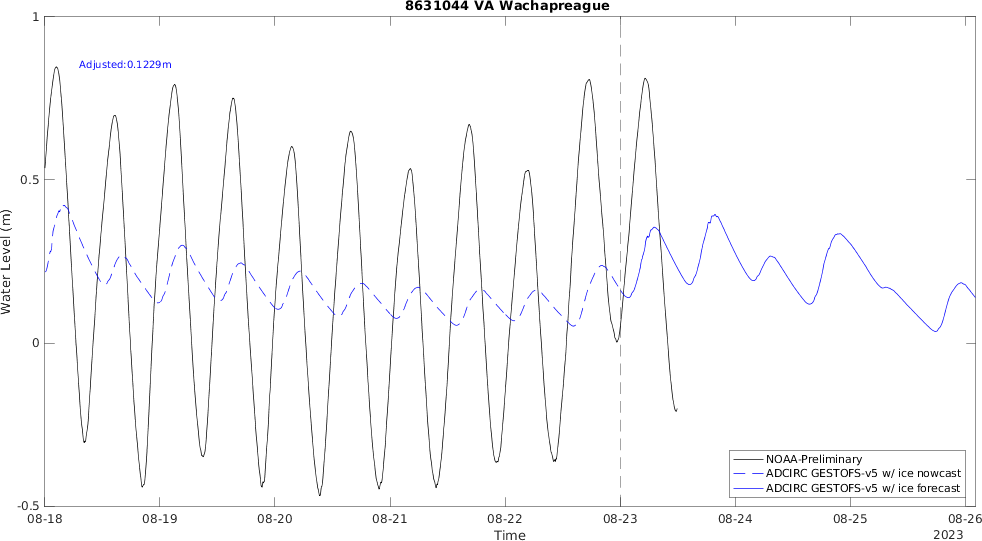 8631044 VA Wachapreague
Adjusted:0.1229m
1
0.5
0
-0.5
Water Level (m)
08-18 08-19 08-20 08-21 08-22 08-23 08-24 08-25 08-26
Time
2023
NOAA-Preliminary
ADCIRC GESTOFS-v5 w/ ice nowcast
ADCIRC GESTOFS-v5 w/ ice forecast